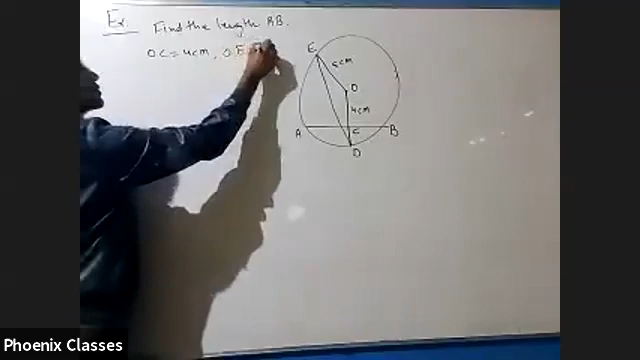 Ex. Find the length AB.
OC = 4cm, OE
E
5cm
O
4cm
A
C
B
D
Phoenix Classes